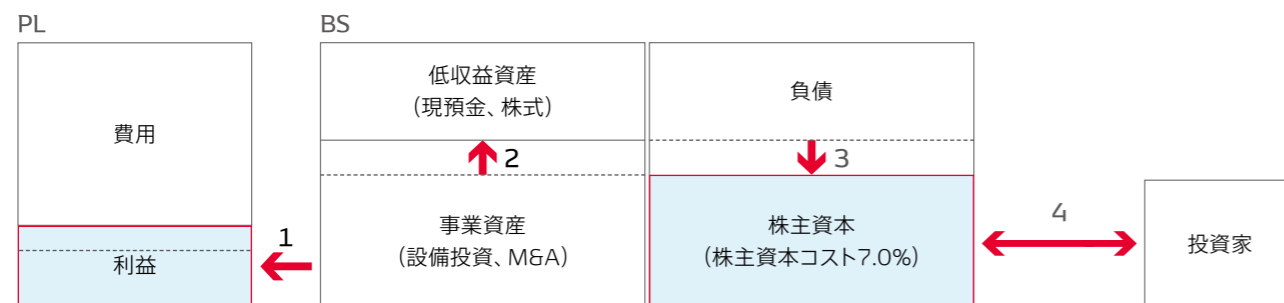 PL
BS
費用
利益
1
低収益資産
（現預金、株式）
2
事業資産
（設備投資、M&A）
負債
3
株主資本
（株主資本コスト7.0%）
4
投資家